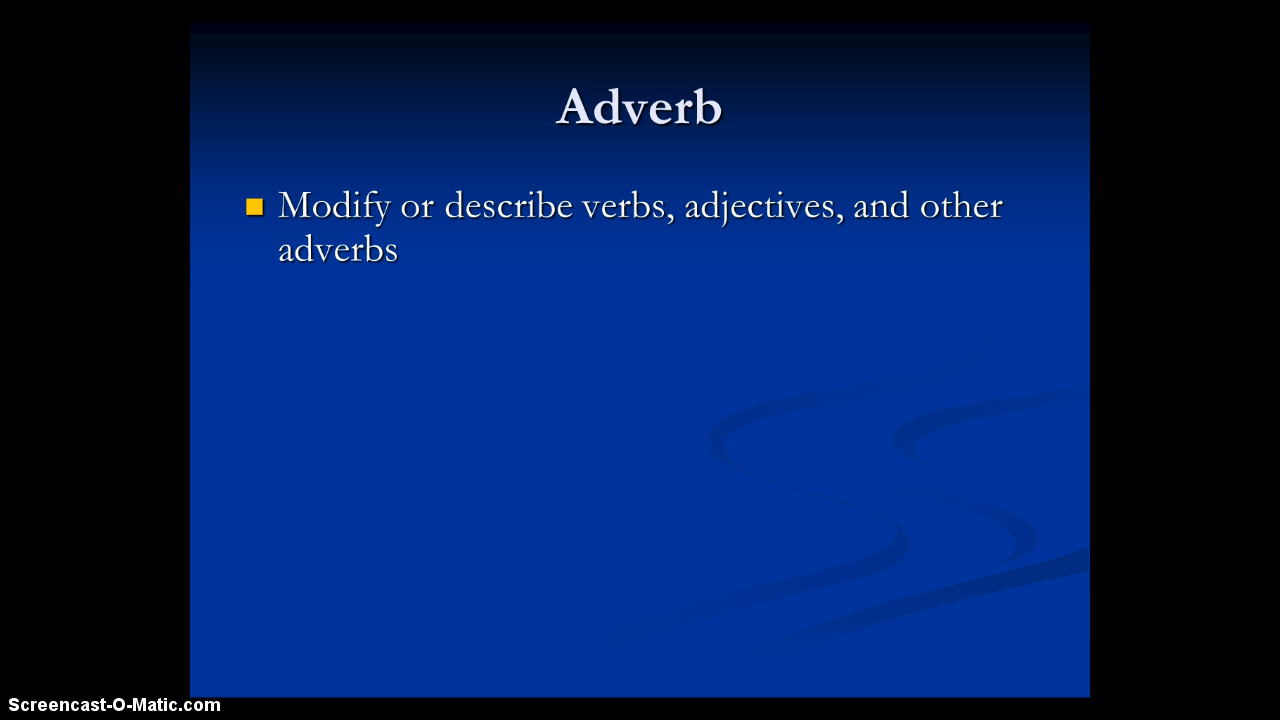 Adverb
Modify or describe verbs, adjectives, and other
adverbs
Screencast-O-Matic.com